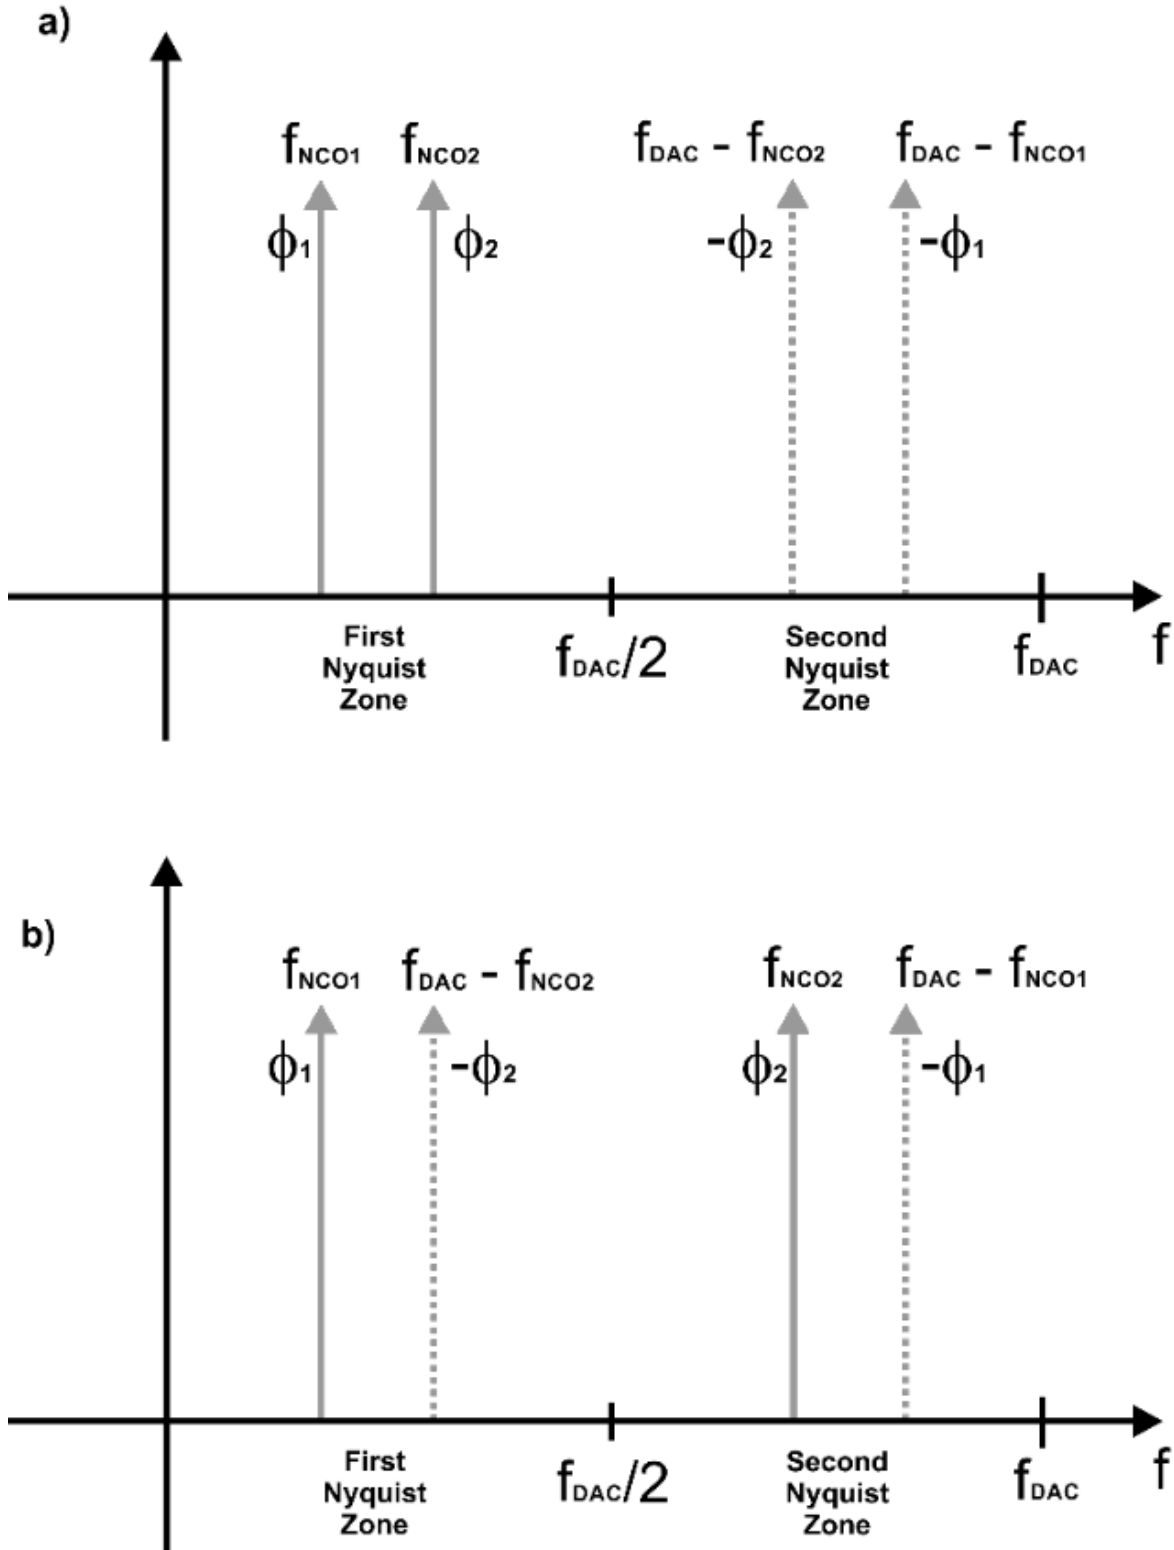 a)
fNCO1 fNCO2 fDAC - fNCO2 fDAC - fNCO1
ϕ1 ϕ2 -ϕ2 -ϕ1
First Nyquist Zone
fDAC/2
Second Nyquist Zone
fDAC
f
b)
fNCO1 fDAC - fNCO2 fNCO2 fDAC - fNCO1
ϕ1 -ϕ2 ϕ2 -ϕ1
First Nyquist Zone
fDAC/2
Second Nyquist Zone
fDAC
f